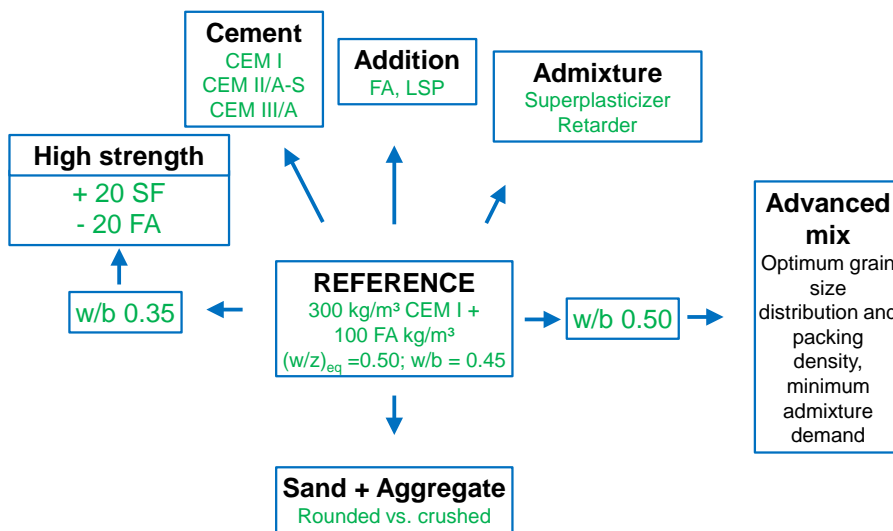 Cement
CEM I
CEM II/A-S
CEM III/A
Addition
FA, LSP
Admixture
Superplasticizer
Retarder
High strength
+ 20 SF
- 20 FA
w/b 0.35
REFERENCE
300 kg/m³ CEM I +
100 FA kg/m³
(w/z)eq =0.50; w/b = 0.45
w/b 0.50
Advanced
mix
Optimum grain
size
distribution and
packing
density,
minimum
admixture
demand
Sand + Aggregate
Rounded vs. crushed